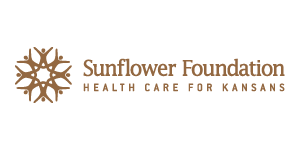 Sunflower Foundation
HEALTH CARE FOR KANSANS